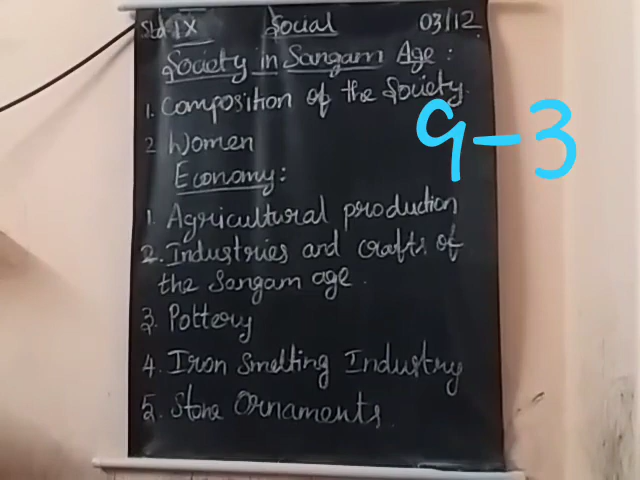 Std IX Social 03/12
Society in Sangam Age:
1. Composition of the Society.
9-3
2 Women
Economy:
1. Agricultural production
2. Industries and crafts of
the Sangam age.
3. Pottery
4. Iron Smelting Industry
5. Stone Ornaments.